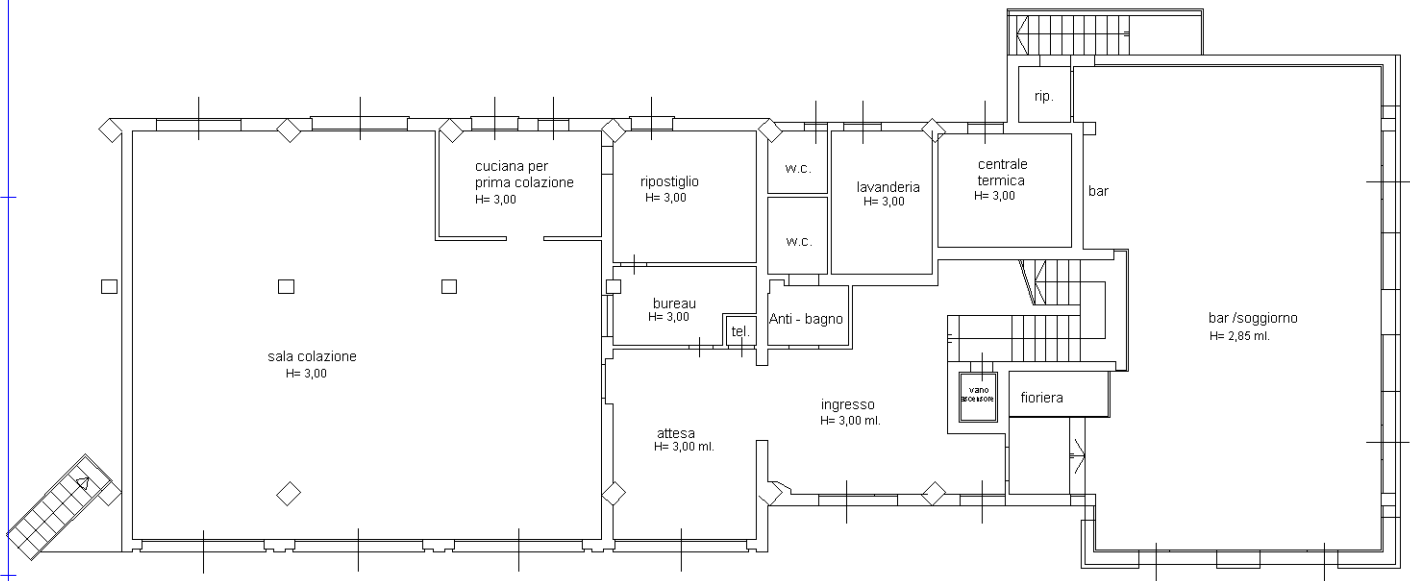 rip.
cuciana per
prima colazione
H= 3,00
ripostiglio
H= 3,00
w.c.
lavanderia
H= 3,00
centrale
termica
H= 3,00
bar
w.c.
bureau
H= 3,00
tel.
Anti - bagno
bar /soggiorno
H= 2,85 ml.
sala colazione
H= 3,00
vano
ingresso
H= 3,00 ml.
fioriera
attesa
H= 3,00 ml.